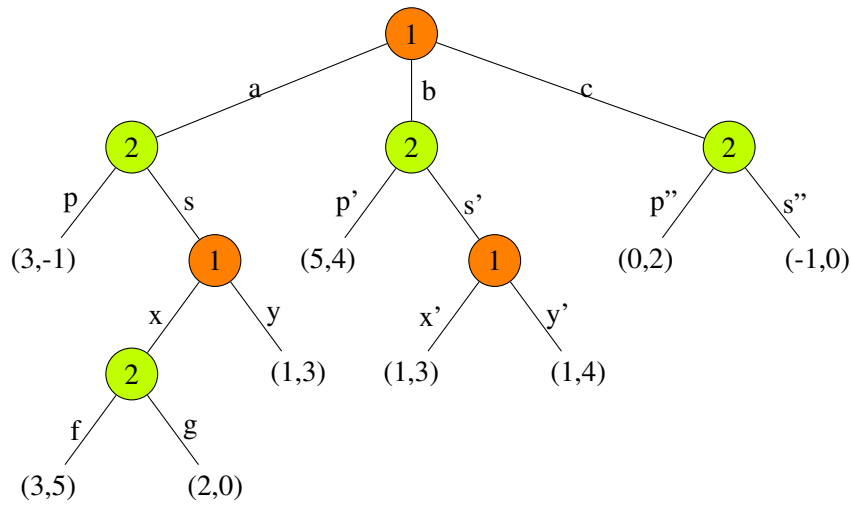 1
a b c
2 2 2
p s p’ s’ p” s”
(3,-1) 1 (5,4) 1 (0,2) (-1,0)
x y x’ y’
2 (1,3) (1,3) (1,4)
f g
(3,5) (2,0)